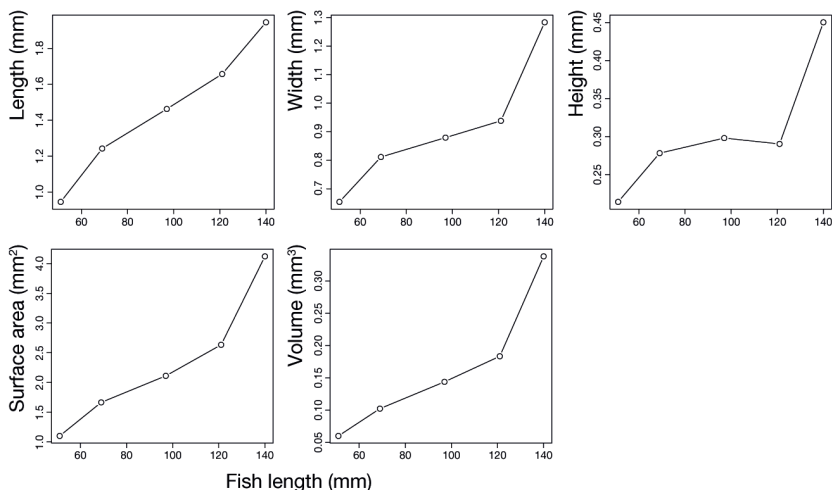 Length (mm)
1.0 1.2 1.4 1.6 1.8
60 80 100 120 140
Width (mm)
0.7 0.8 0.9 1.0 1.1 1.2 1.3
60 80 100 120 140
Height (mm)
0.25 0.30 0.35 0.40 0.45
60 80 100 120 140
Surface area (mm²)
1.0 1.5 2.0 2.5 3.0 3.5 4.0
60 80 100 120 140
Volume (mm³)
0.05 0.10 0.15 0.20 0.30
60 80 100 120 140
Fish length (mm)